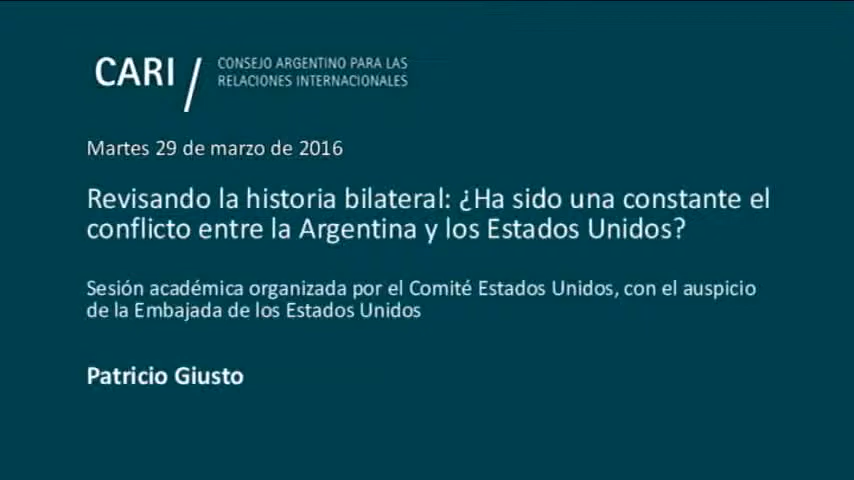 CARI /
CONSEJO ARGENTINO PARA LAS
RELACIONES INTERNACIONALES
Martes 29 de marzo de 2016
Revisando la historia bilateral: ¿Ha sido una constante el
conflicto entre la Argentina y los Estados Unidos?
Sesión académica organizada por el Comité Estados Unidos, con el auspicio
de la Embajada de los Estados Unidos
Patricio Giusto